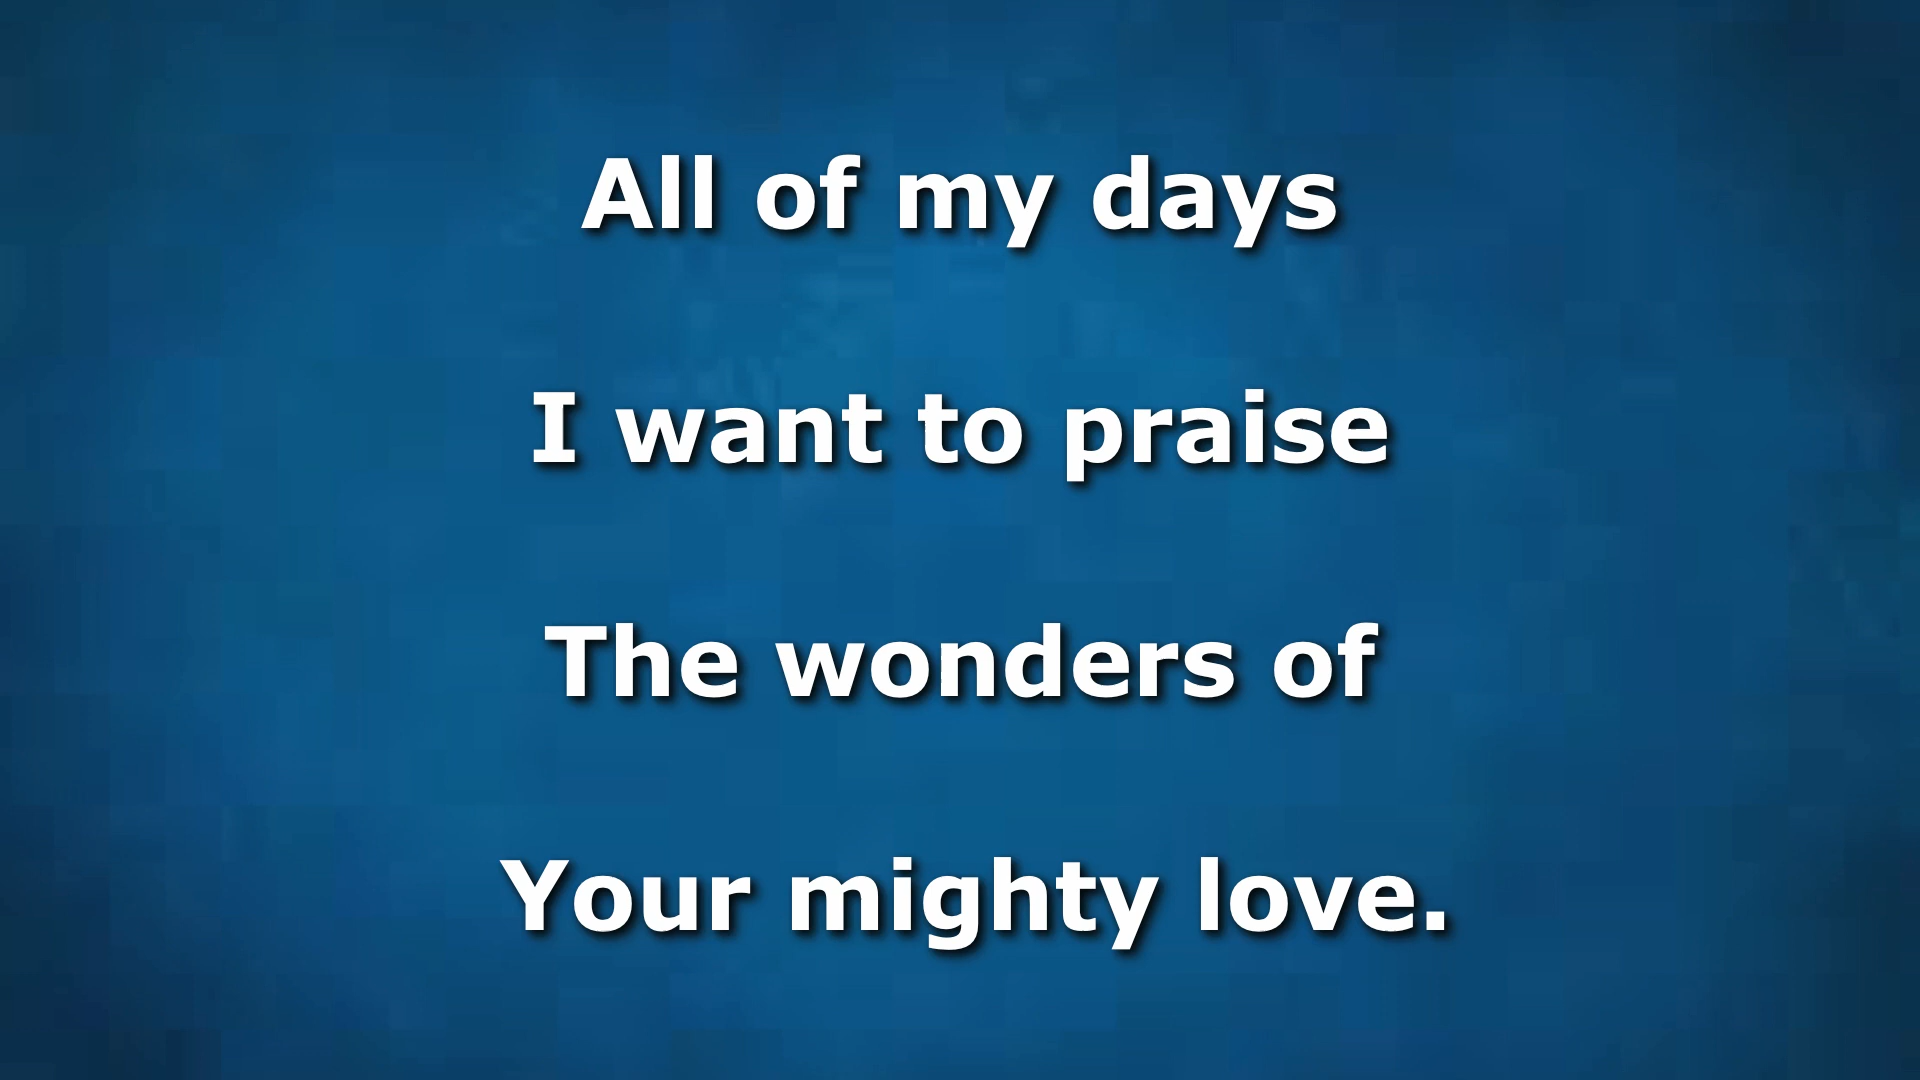 All of my days
I want to praise
The wonders of
Your mighty love.